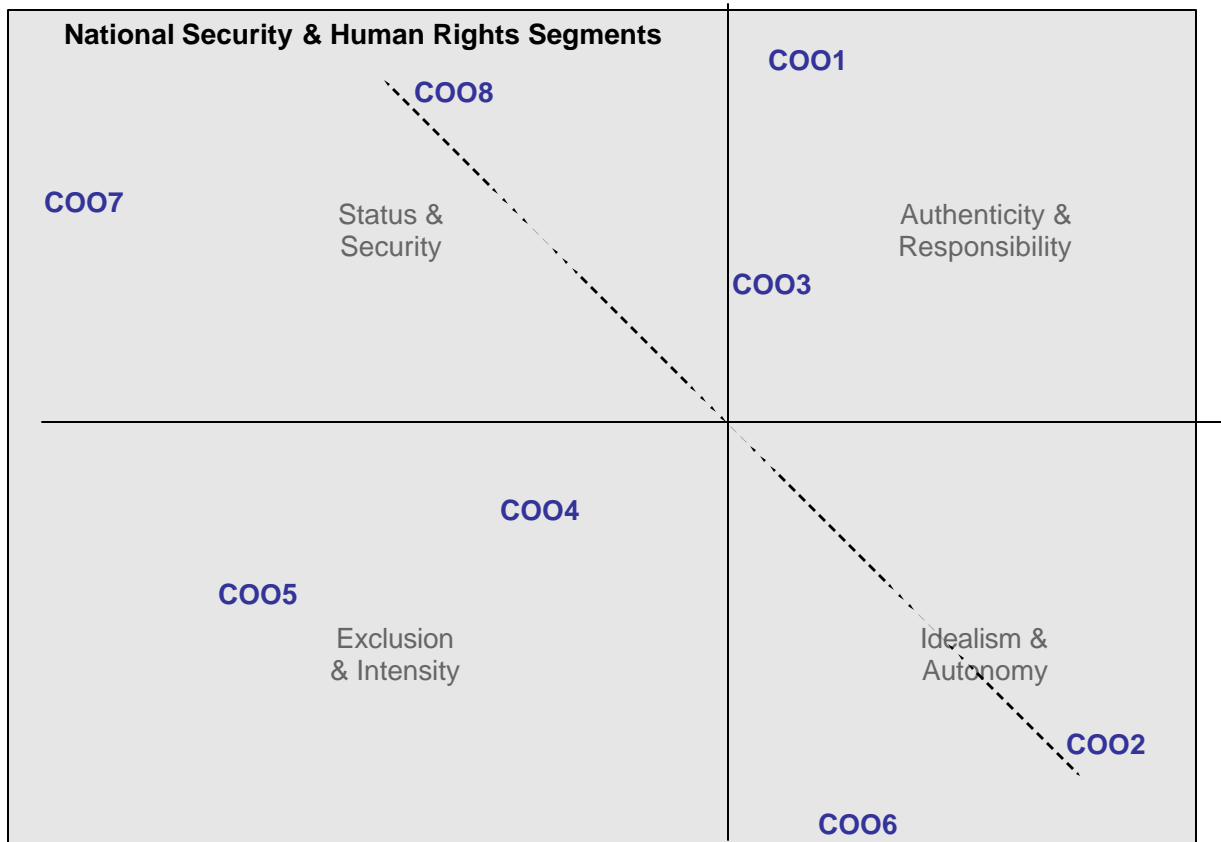 National Security & Human Rights Segments
COO1
COO8
COO7
Status &
Security
Authenticity &
Responsibility
COO3
COO4
COO5
Exclusion
& Intensity
Idealism &
Autonomy
COO2
COO6